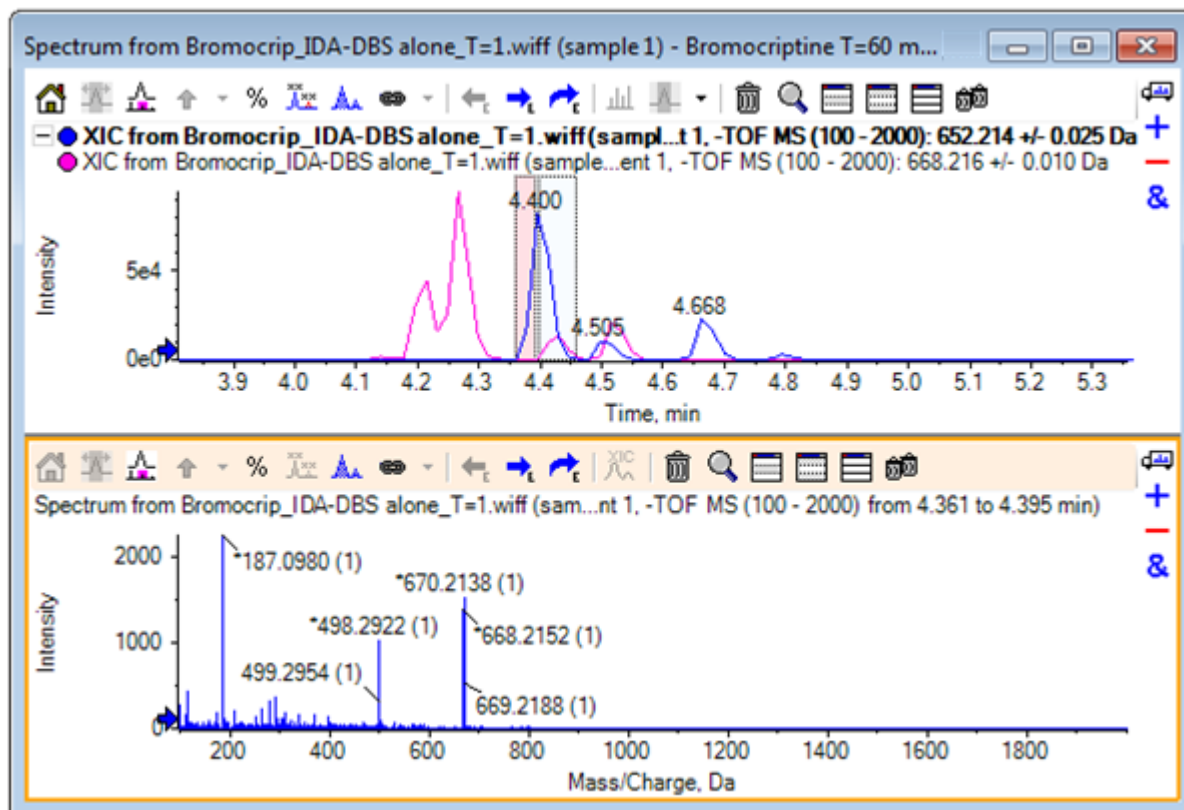 Spectrum from Bromocrip_IDA-DBS alone_T=1.wiff (sample 1) - Bromocriptine T=60 m...
%
XIC from Bromocrip_IDA-DBS alone_T=1.wiff (sampl...t 1, -TOF MS (100 - 2000): 652.214 +/- 0.025 Da
XIC from Bromocrip_IDA-DBS alone_T=1.wiff (sample...ent 1, -TOF MS (100 - 2000): 668.216 +/- 0.010 Da
&
Intensity
5e4
0e0
4.400
4.505
4.668
3.9 4.0 4.1 4.2 4.3 4.4 4.5 4.6 4.7 4.8 4.9 5.0 5.1 5.2 5.3
Time, min
% XIC
Spectrum from Bromocrip_IDA-DBS alone_T=1.wiff (sam...nt 1, -TOF MS (100 - 2000) from 4.361 to 4.395 min)
&
Intensity
2000
1000
0
*187.0980 (1)
*670.2138 (1)
*498.2922 (1)
*668.2152 (1)
499.2954 (1)
669.2188 (1)
200 400 600 800 1000 1200 1400 1600 1800
Mass/Charge, Da